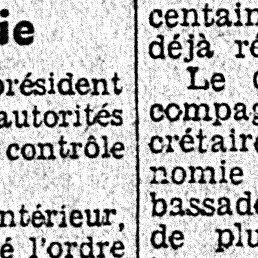 ie
président
autorités
contrôle
ntérieur,
é l'ordre
centain
déjà ré
Le
compag
crétaire
nomie
bassade
de plu